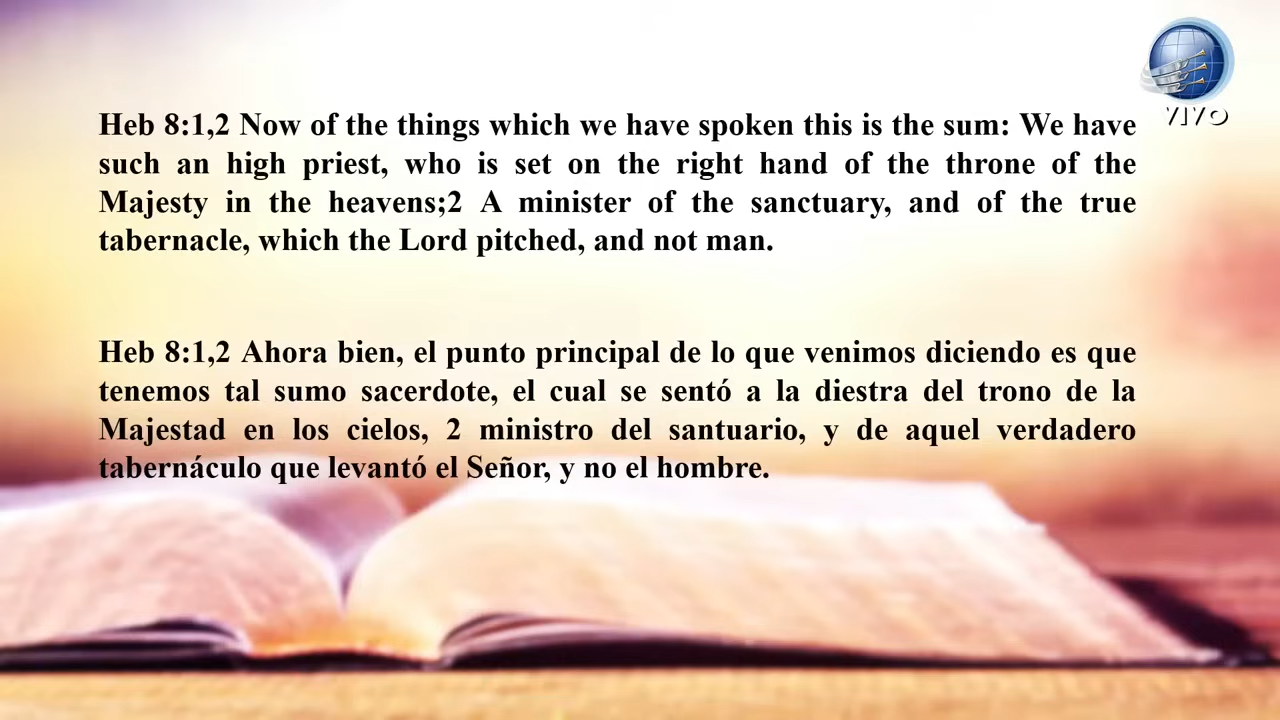 VIVO
Heb 8:1,2 Now of the things which we have spoken this is the sum: We have
such an high priest, who is set on the right hand of the throne of the
Majesty in the heavens;2 A minister of the sanctuary, and of the true
tabernacle, which the Lord pitched, and not man.
Heb 8:1,2 Ahora bien, el punto principal de lo que venimos diciendo es que
tenemos tal sumo sacerdote, el cual se sentó a la diestra del trono de la
Majestad en los cielos, 2 ministro del santuario, y de aquel verdadero
tabernáculo que levantó el Señor, y no el hombre.